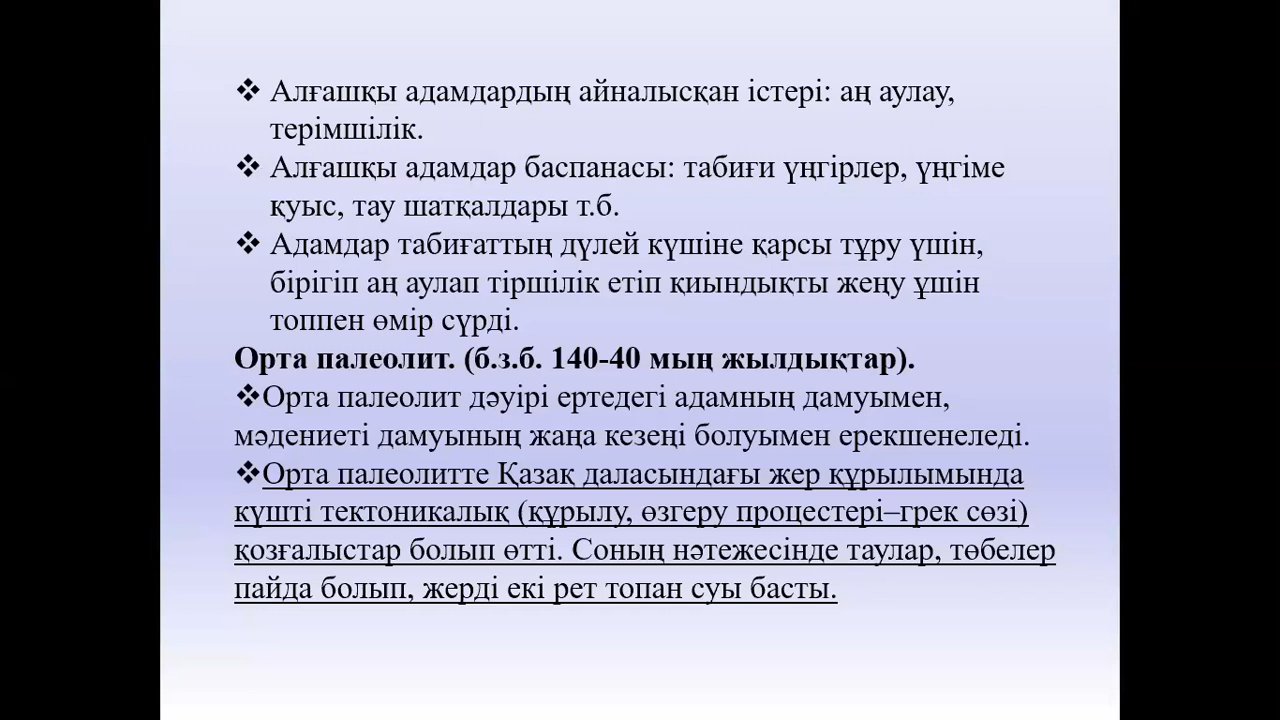 ❖ Алғашқы адамдардың айналысқан істері: аң аулау,
терімшілік.
❖ Алғашқы адамдар баспанасы: табиғи үңгірлер, үңгіме
қуыс, тау шатқалдары т.б.
❖ Адамдар табиғаттың дүлей күшіне қарсы тұру үшін,
бірігіп аң аулап тіршілік етіп қиындықты жеңу ұшін
топпен өмір сүрді.
Орта палеолит. (б.з.б. 140-40 мың жылдықтар).
❖Орта палеолит дәуірі ертедегі адамның дамуымен,
мәдениеті дамуының жаңа кезеңі болуымен ерекшенеледі.
❖Орта палеолитте Қазақ даласындағы жер құрылымында
күшті тектоникалық (құрылу, өзгеру процестері–грек сөзі)
қозғалыстар болып өтті. Соның нәтежесінде таулар, төбелер
пайда болып, жерді екі рет топан суы басты.